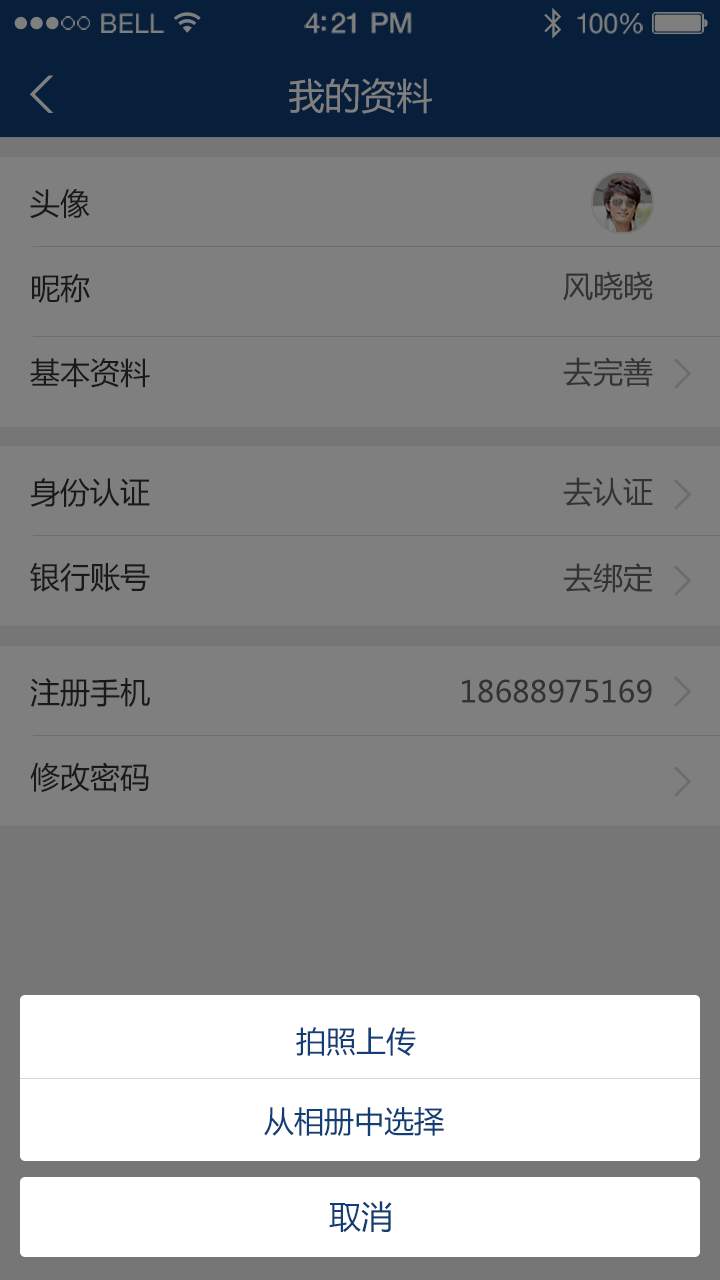 BELL 4:21 PM 100%
我的资料
头像
昵称 风晓晓
基本资料 去完善
身份认证 去认证
银行账号 去绑定
注册手机 18688975169
修改密码
拍照上传
从相册中选择
取消